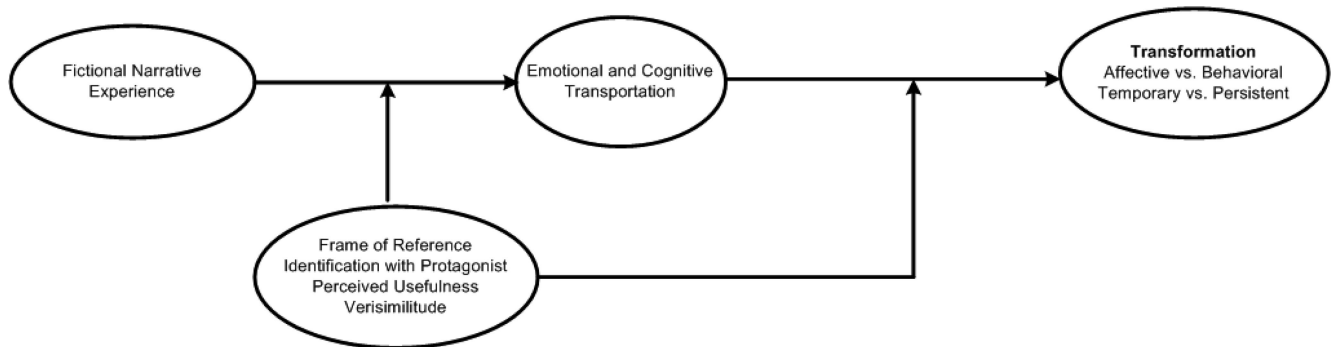 Fictional Narrative
Experience
Emotional and Cognitive
Transportation
Transformation
Affective vs. Behavioral
Temporary vs. Persistent
Frame of Reference
Identification with Protagonist
Perceived Usefulness
Verisimilitude